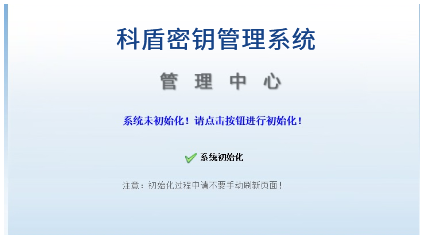 科盾密钥管理系统
管理中心
系统未初始化！请点击按钮进行初始化！
系统初始化
注意：初始化过程中请不要手动刷新页面！